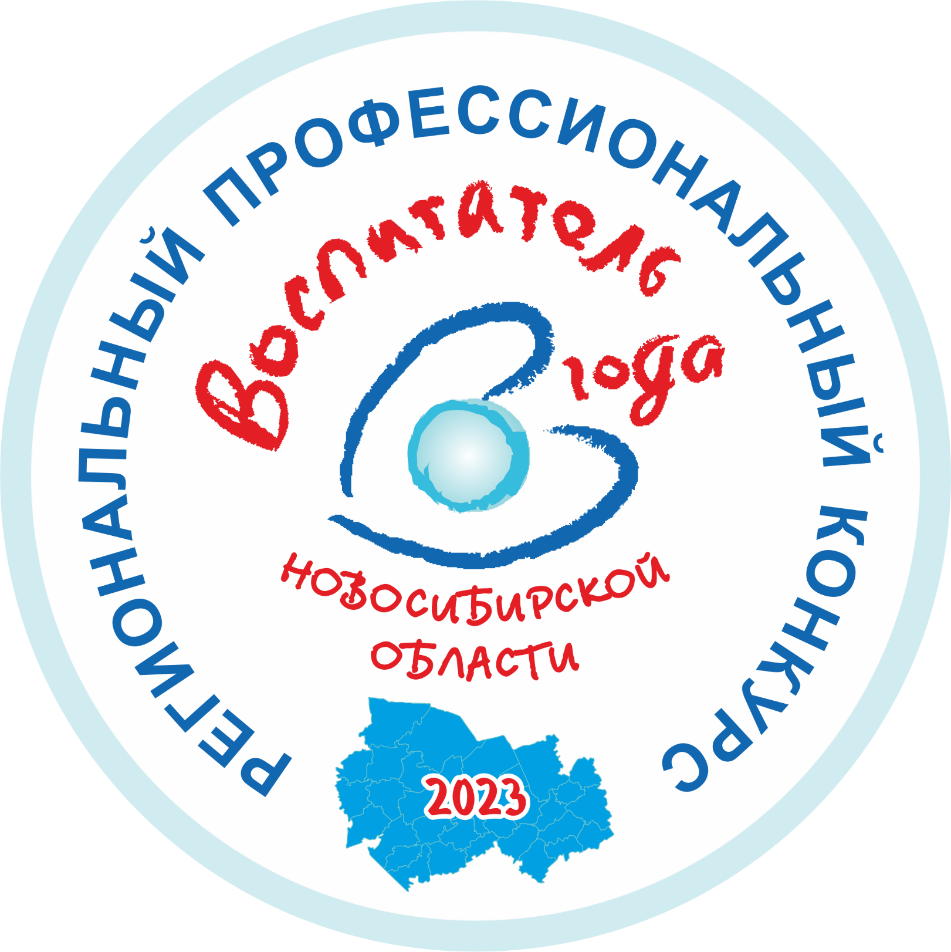 РЕГИОНАЛЬНЫЙ ПРОФЕССИОНАЛЬНЫЙ КОНКУРС
Воспитатель
года
НОВОСИБИРСКОЙ
ОБЛАСТИ
2023